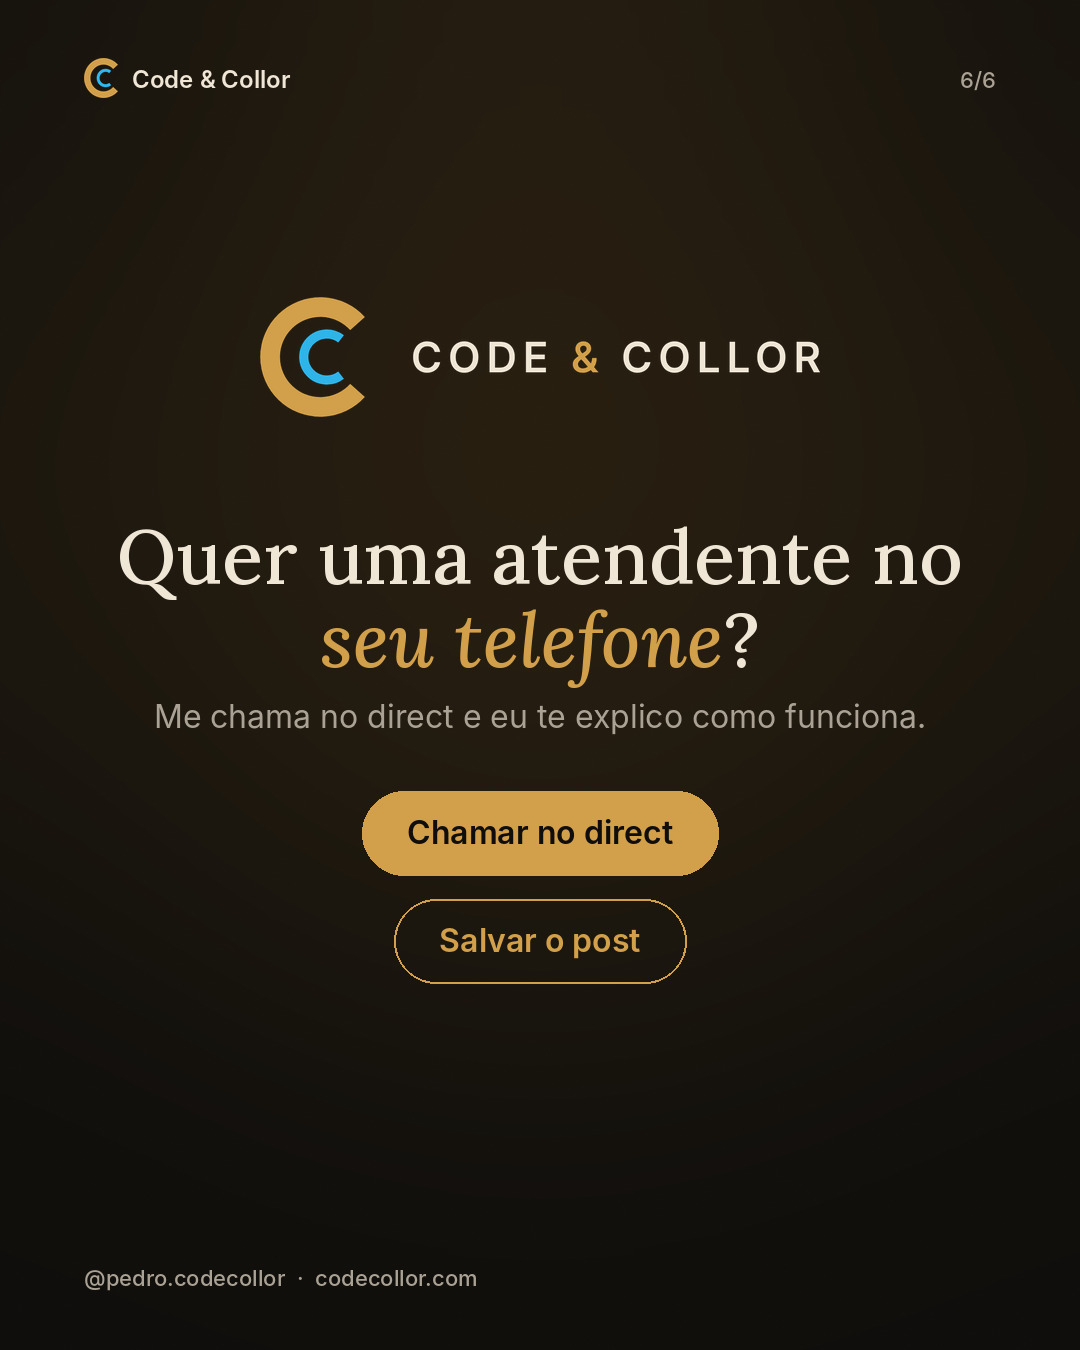 Code & Collor
6/6
CODE & COLLOR
Quer uma atendente no
seu telefone?
Me chama no direct e eu te explico como funciona.
Chamar no direct
Salvar o post
@pedro.codecollor · codecollor.com